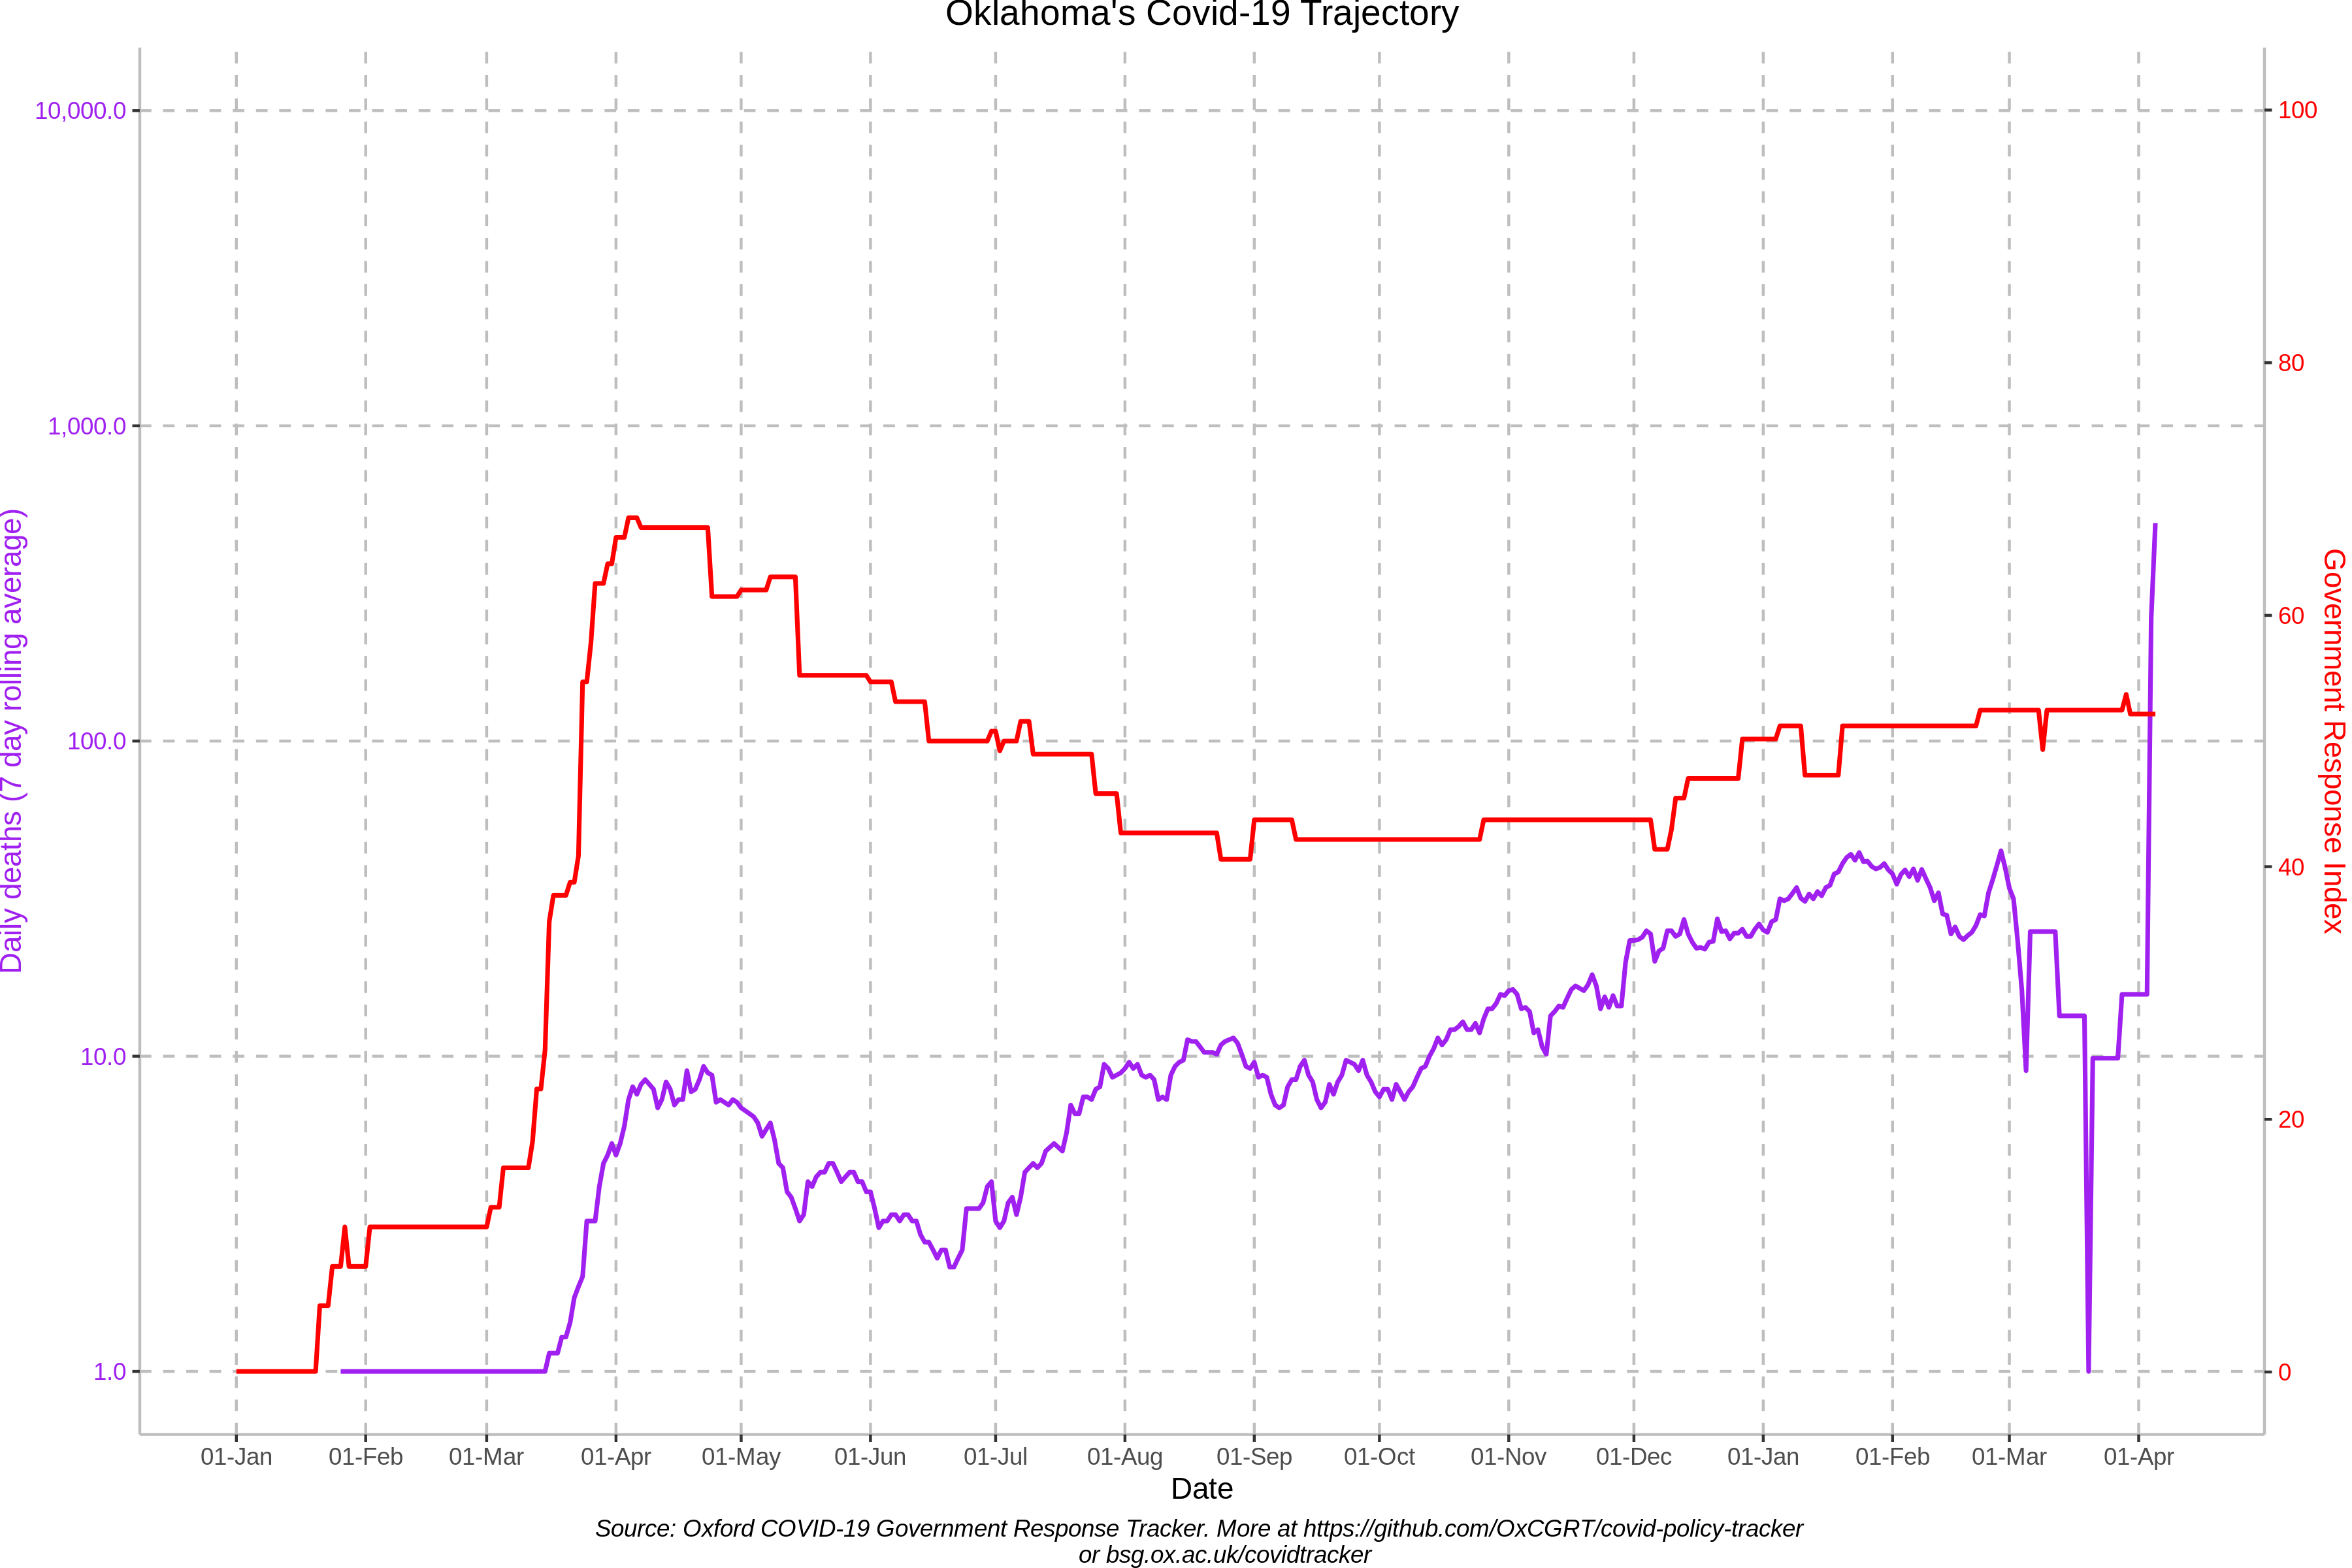 Oklahoma's Covid-19 Trajectory
10,000.0
1,000.0
100.0
10.0
1.0
Daily deaths (7 day rolling average)
100
80
60
40
20
0
Government Response Index
01-Jan 01-Feb 01-Mar 01-Apr 01-May 01-Jun 01-Jul 01-Aug 01-Sep 01-Oct 01-Nov 01-Dec 01-Jan 01-Feb 01-Mar 01-Apr
Date
Source: Oxford COVID-19 Government Response Tracker. More at https://github.com/OxCGRT/covid-policy-tracker
or bsg.ox.ac.uk/covidtracker